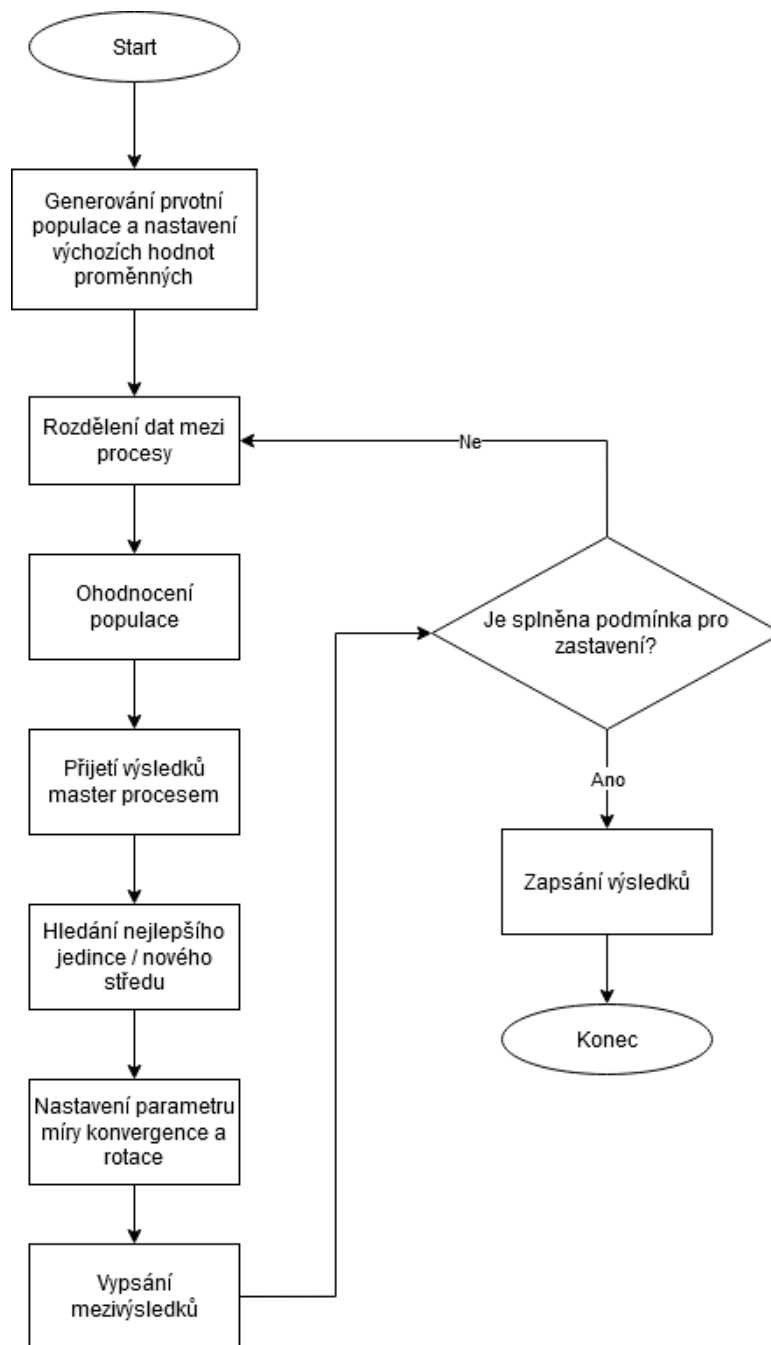 Start
Generování prvotní
populace a nastavení
výchozích hodnot
proměnných
Rozdělení dat mezi
procesy
Ne
Ohodnocení
populace
Je splněna podmínka pro
zastavení?
Přijetí výsledků
master procesem
Ano
Zapsání výsledků
Hledání nejlepšího
jedince / nového
středu
Konec
Nastavení parametru
míry konvergence a
rotace
Vypsání
mezivýsledků